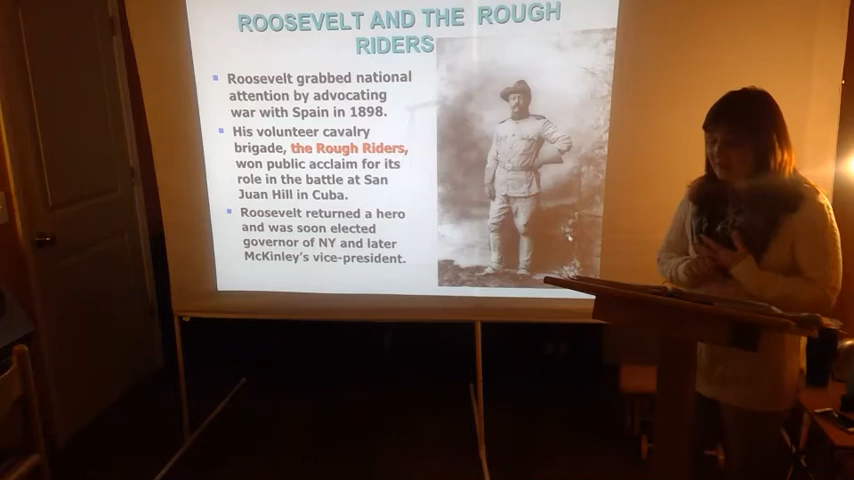 ROOSEVELT AND THE ROUGH
RIDERS
Roosevelt grabbed national
attention by advocating
war with Spain in 1898.
His volunteer cavalry
brigade, the Rough Riders,
won public acclaim for its
role in the battle at San
Juan Hill in Cuba.
Roosevelt returned a hero
and was soon elected
governor of NY and later
McKinley's vice-president.